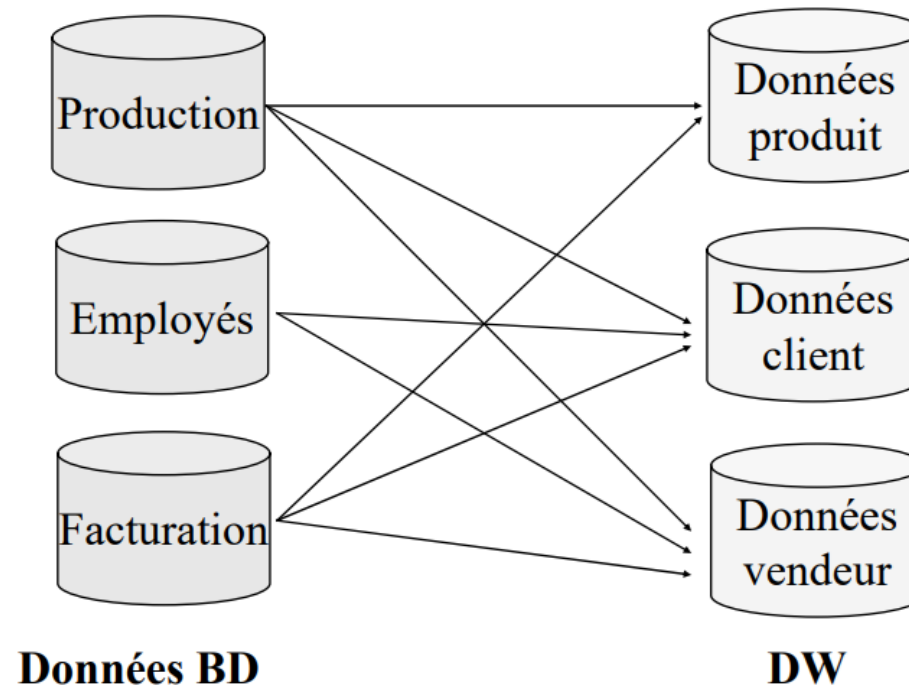 Production
Données
produit
Employés
Données
client
Facturation
Données
vendeur
Données BD
DW